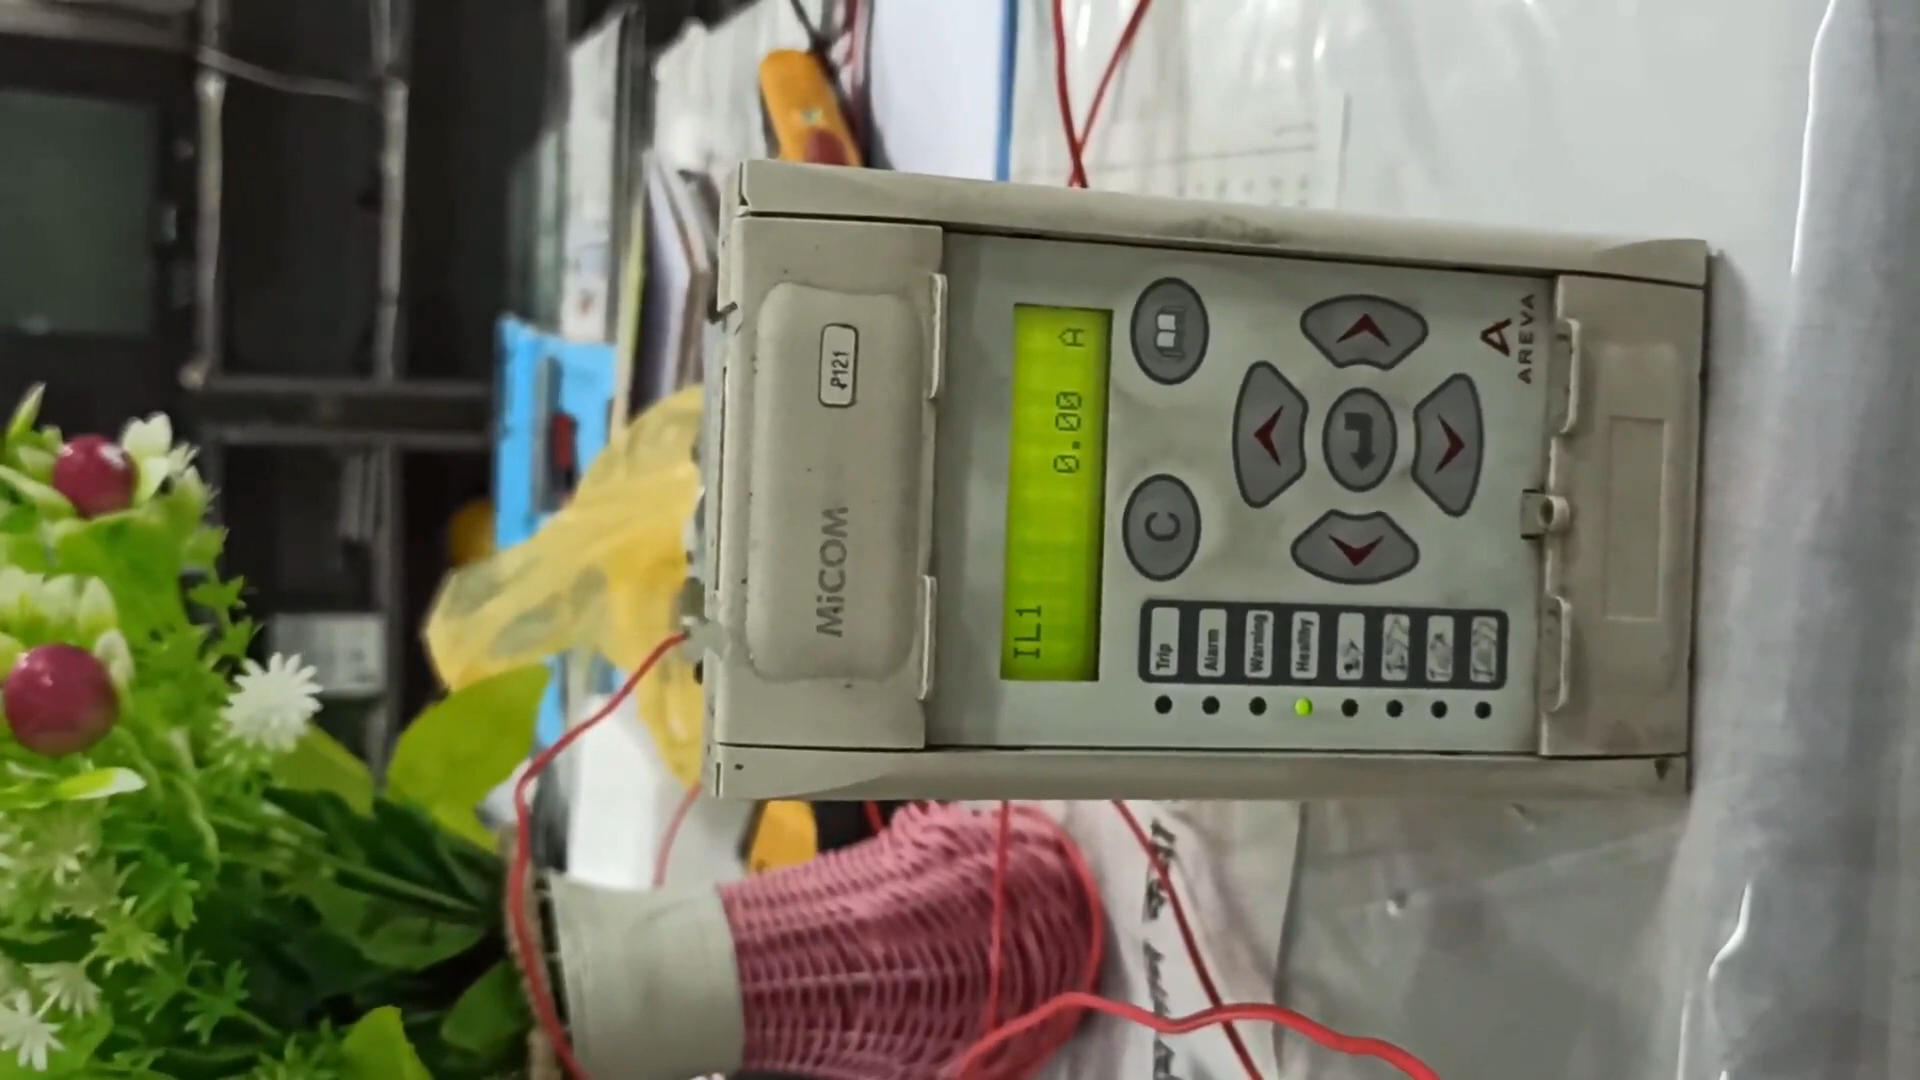 P121
MiCOM
IL1
0.00 A
C
Trip
Alarm
Warning
Healthy
AREVA